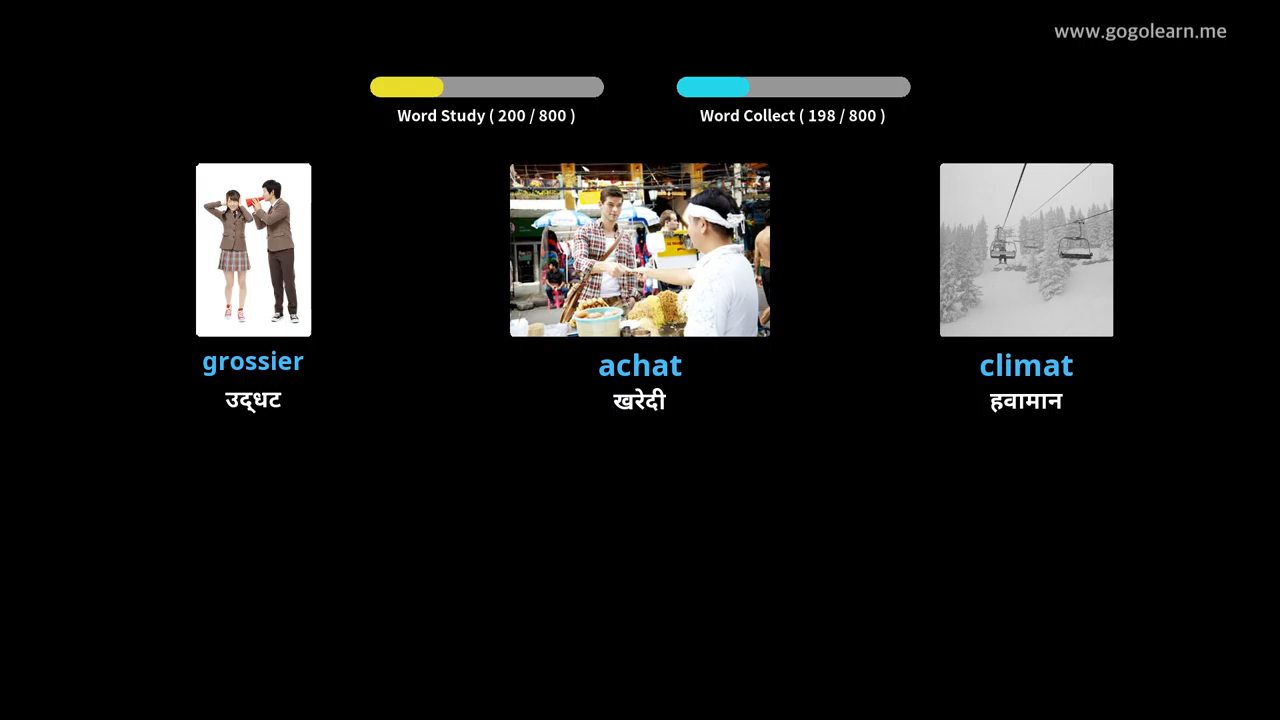 www.gogolearn.me
Word Study ( 200 / 800 )
Word Collect ( 198 / 800 )
grossier
उद्धट
achat
खरेदी
climat
हवामान